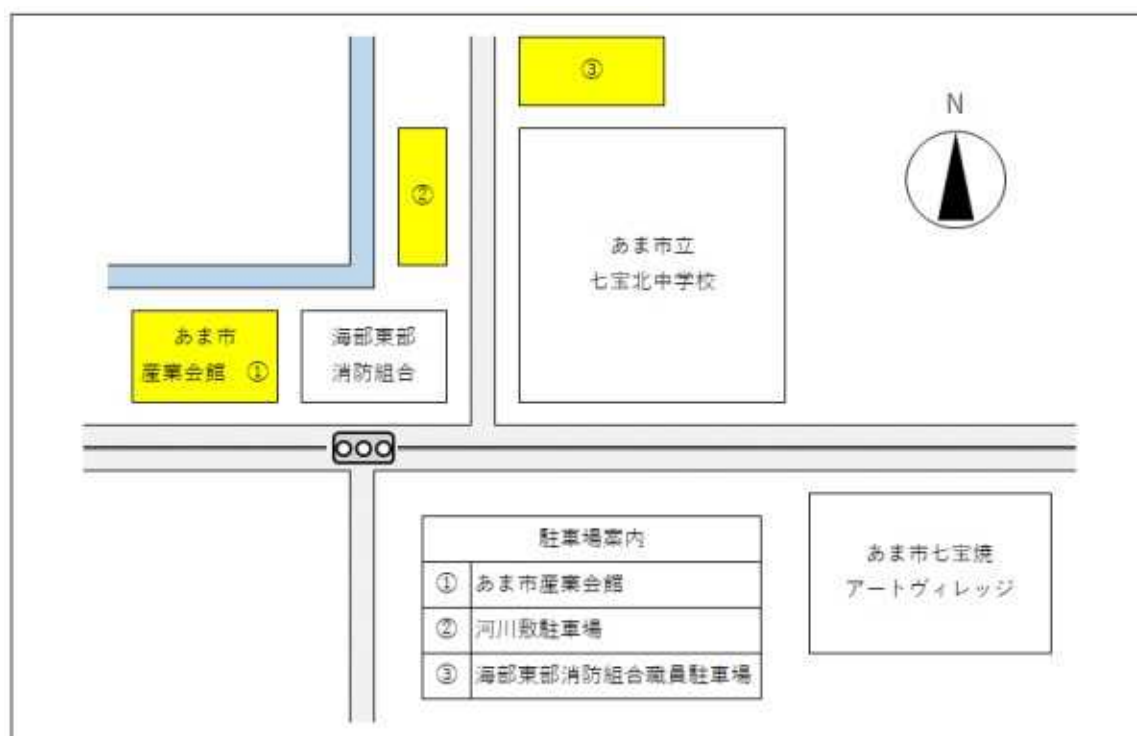 ③
N
②
あま市立
七宝北中学校
あま市
産業会館 ①
海部東部
消防組合
駐車場案内
① あま市産業会館
② 河川敷駐車場
③ 海部東部消防組合職員駐車場
あま市七宝焼
アートヴィレッジ